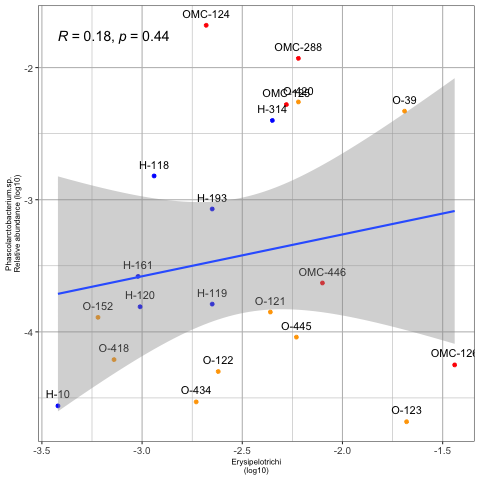 OMC-124
R = 0.18, p = 0.44
OMC-288
-2
O-420
OMC-125
O-39
H-314
H-118
H-193
-3
Phascolarctobacterium.sp.
Relative abundance (log10)
H-161
OMC-446
H-120
H-119
O-152
O-121
-4
O-445
O-418
OMC-126
O-122
H-10
O-434
O-123
-3.5 -3.0 -2.5 -2.0 -1.5
Erysipelotrichi
(log10)